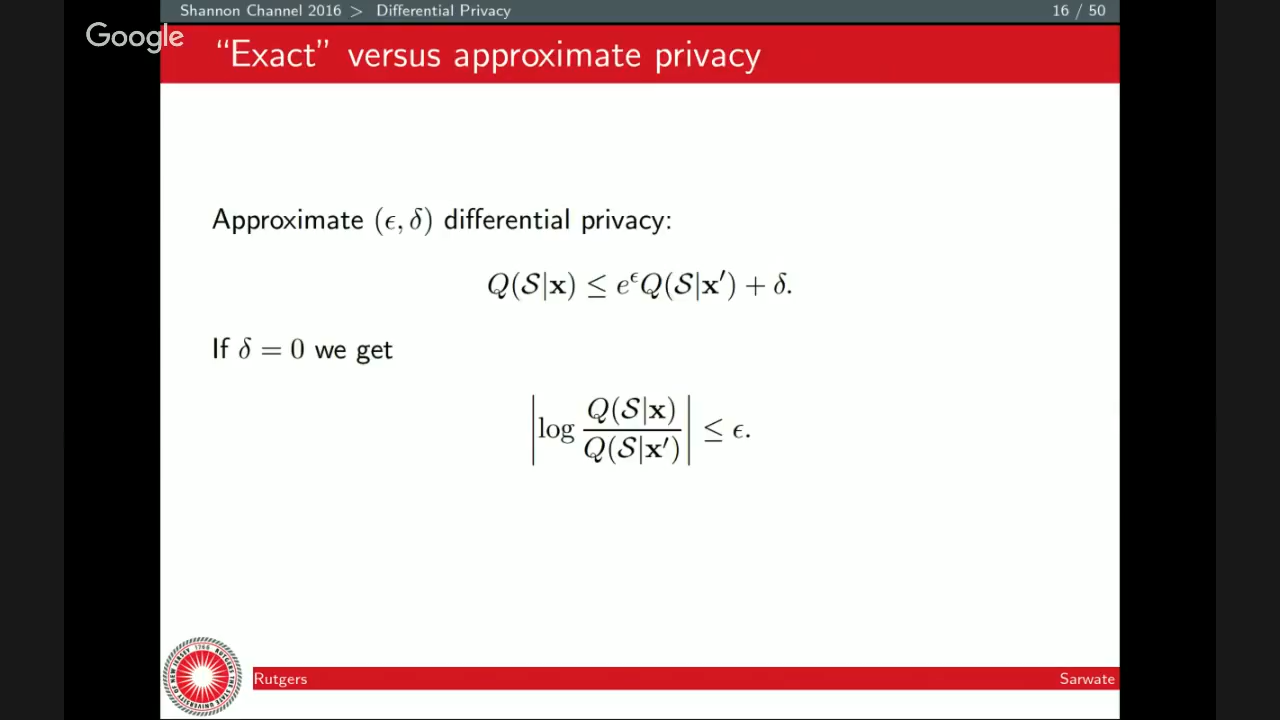 Shannon Channel 2016 > Differential Privacy 16 / 50
Google
“Exact” versus approximate privacy
Approximate (ϵ, δ) differential privacy:
Q(𝒮|𝐱) ≤ e^ϵ Q(𝒮|𝐱′) + δ.
If δ = 0 we get
|log Q(𝒮|𝐱) / Q(𝒮|𝐱′)| ≤ ϵ.
Rutgers Sarwate